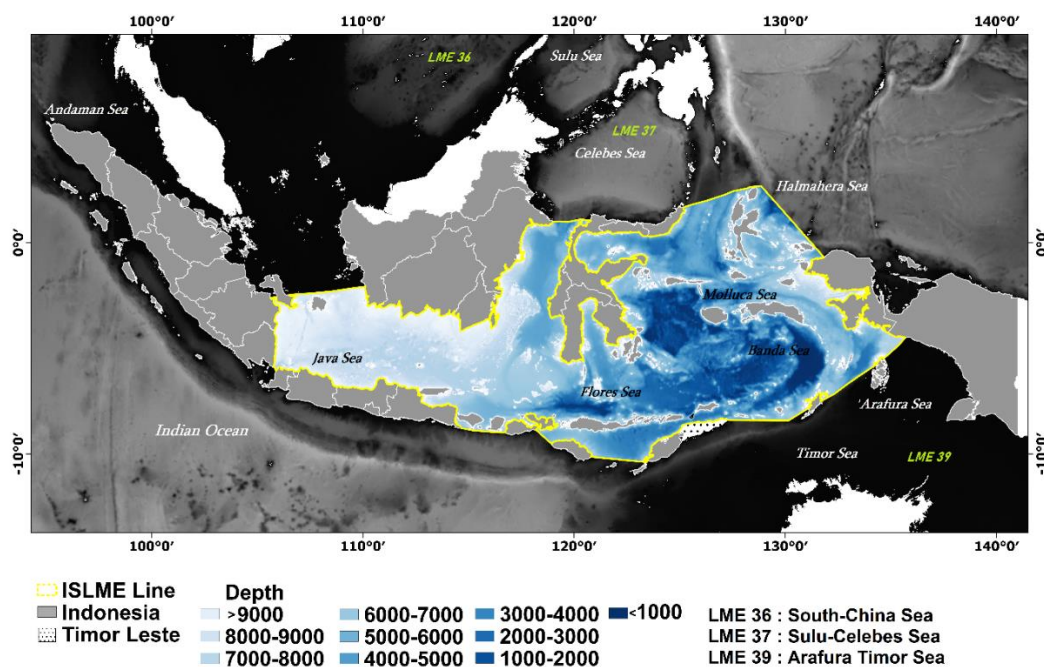 100°0' 110°0' 120°0' 130°0' 140°0'
LME 36
Sulu Sea
Andaman Sea
LME 37
Celebes Sea
Halmahera Sea
0°0' 0°0'
Molluca Sea
Java Sea
Banda Sea
Flores Sea
Arafura Sea
Indian Ocean
Timor Sea
LME 39
-10°0' -10°0'
100°0' 110°0' 120°0' 130°0' 140°0'
ISLME Line
Indonesia
Timor Leste
Depth
>9000
8000-9000
7000-8000
6000-7000
5000-6000
4000-5000
3000-4000
2000-3000
1000-2000
<1000
LME 36 : South-China Sea
LME 37 : Sulu-Celebes Sea
LME 39 : Arafura Timor Sea